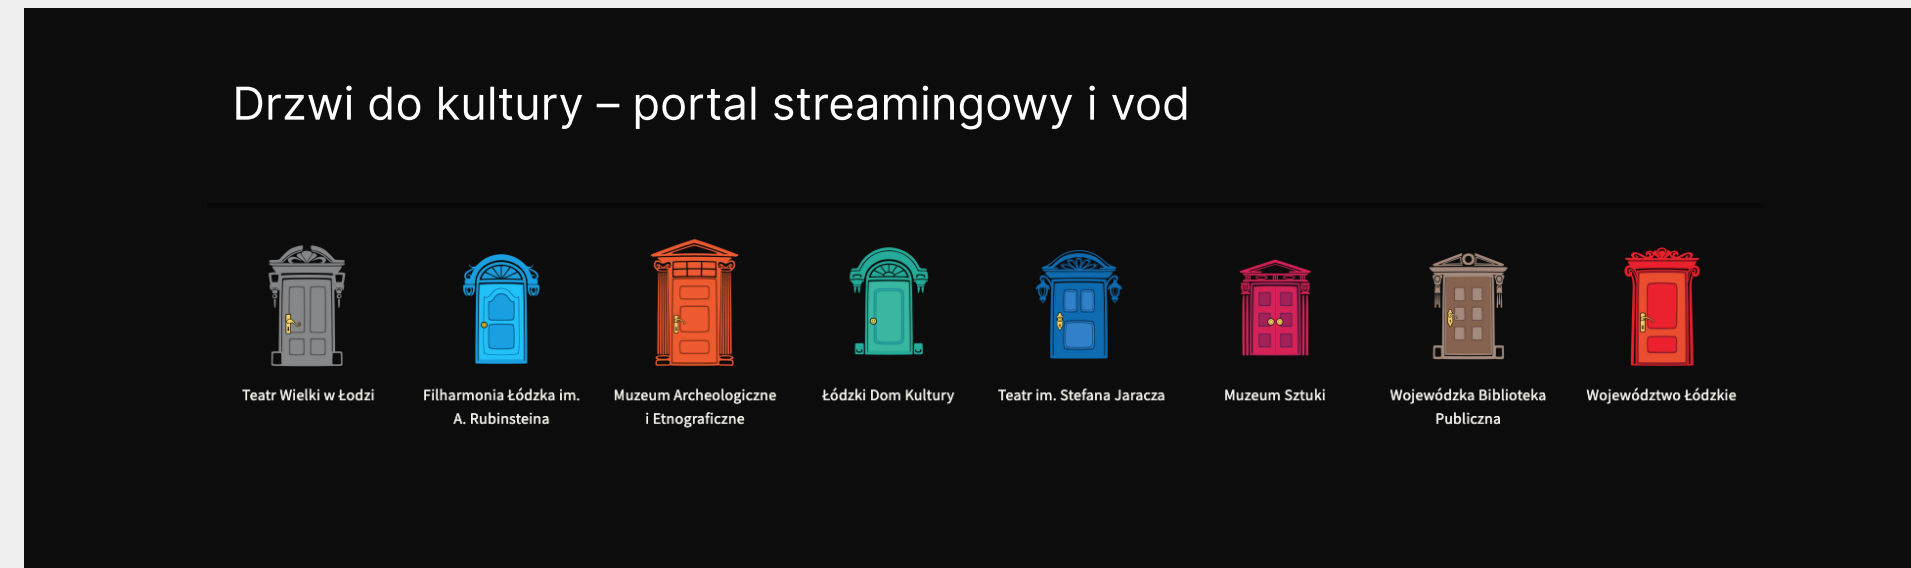 Drzwi do kultury – portal streamingowy i vod
Teatr Wielki w Łodzi
Filharmonia Łódzka im.
A. Rubinsteina
Muzeum Archeologiczne
i Etnograficzne
Łódzki Dom Kultury
Teatr im. Stefana Jaracza
Muzeum Sztuki
Wojewódzka Biblioteka
Publiczna
Województwo Łódzkie